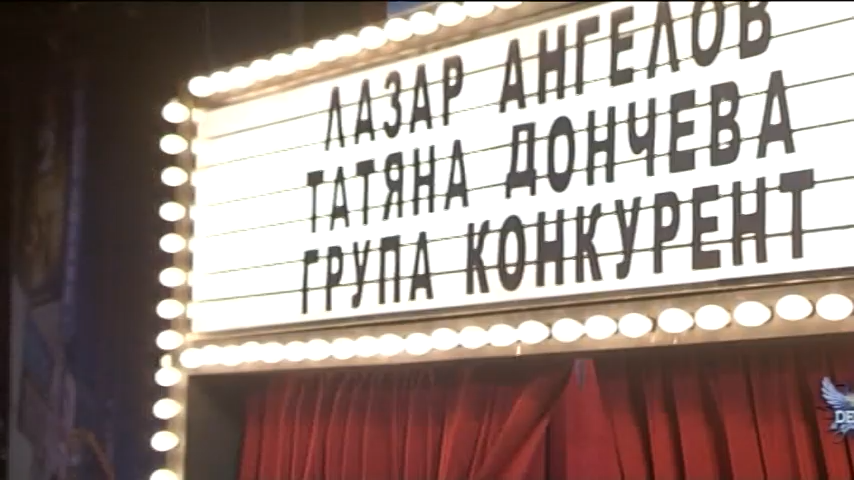 ЛАЗАР АНГЕЛОВ
ТАТЯНА ДОНЧЕВА
ГРУПА КОНКУРЕНТ